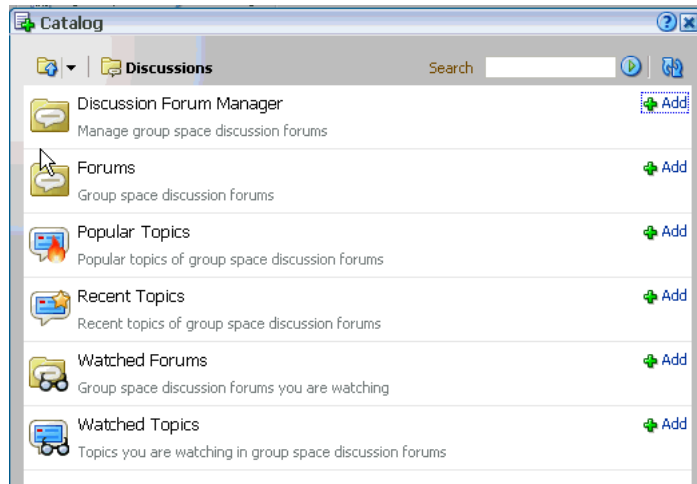 Catalog
Discussions
Search
Discussion Forum Manager
Add
Manage group space discussion forums
Forums
Add
Group space discussion forums
Popular Topics
Add
Popular topics of group space discussion forums
Recent Topics
Add
Recent topics of group space discussion forums
Watched Forums
Add
Group space discussion forums you are watching
Watched Topics
Add
Topics you are watching in group space discussion forums